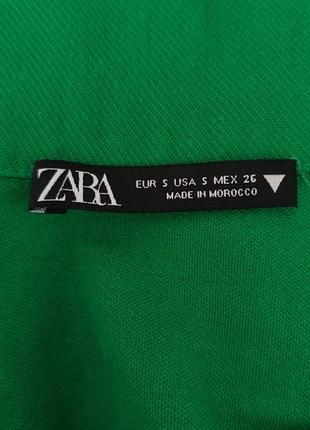 ZARA
EUR S USA S MEX 26
MADE IN MOROCCO